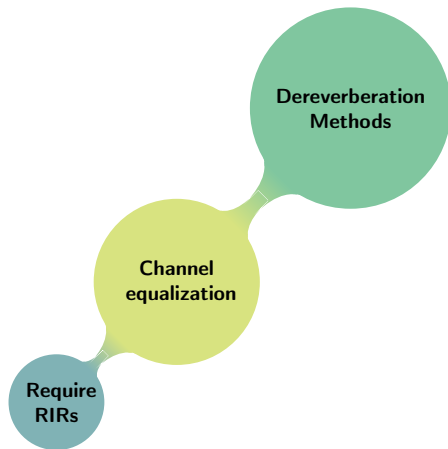 Dereverberation
Methods
Channel
equalization
Require
RIRs